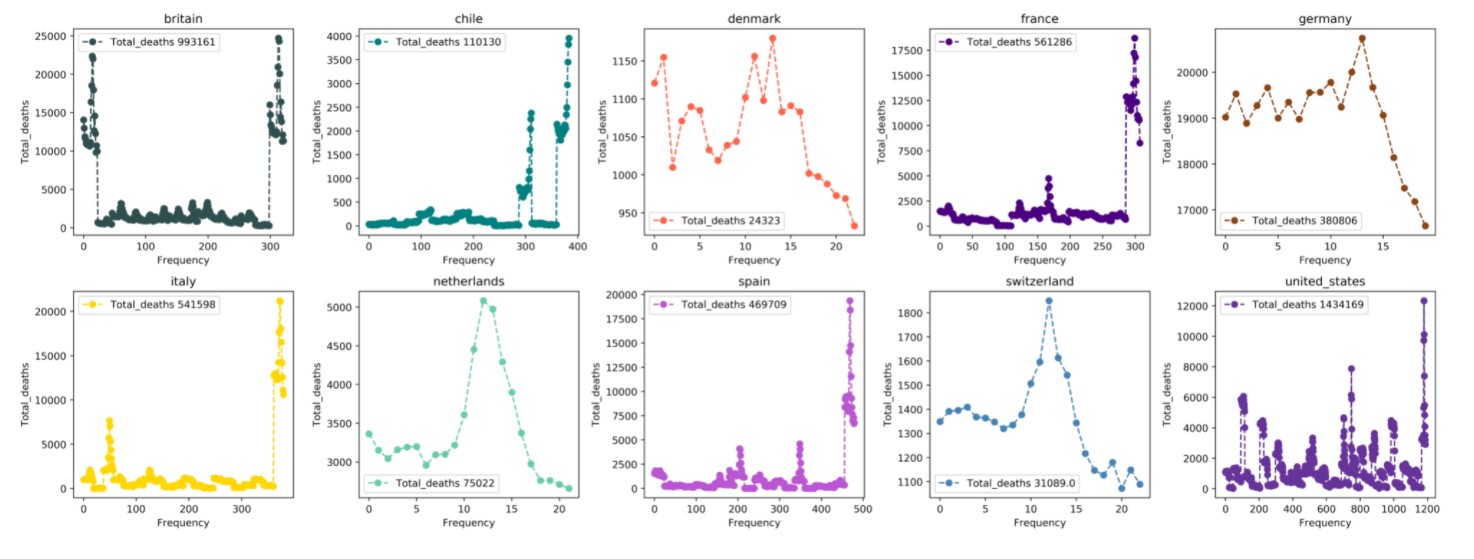 britain
Total_deaths 993161
25000
20000
15000
10000
5000
0
Total_deaths
0 100 200 300
Frequency
chile
Total_deaths 110130
4000
3500
3000
2500
2000
1500
1000
500
0
Total_deaths
0 100 200 300 400
Frequency
denmark
1150
1100
1050
1000
950
Total_deaths
Total_deaths 24323
0 5 10 15 20
Frequency
france
Total_deaths 561286
17500
15000
12500
10000
7500
5000
2500
0
Total_deaths
0 50 100 150 200 250 300
Frequency
germany
20000
19000
18000
17000
Total_deaths
Total_deaths 380806
0 5 10 15
Frequency
italy
Total_deaths 541598
20000
15000
10000
5000
0
Total_deaths
0 100 200 300
Frequency
netherlands
5000
4500
4000
3500
3000
Total_deaths
Total_deaths 75022
0 5 10 15 20
Frequency
spain
Total_deaths 469709
20000
17500
15000
12500
10000
7500
5000
2500
0
Total_deaths
0 100 200 300 400 500
Frequency
switzerland
1800
1700
1600
1500
1400
1300
1200
1100
Total_deaths
Total_deaths 31089.0
0 5 10 15 20
Frequency
united_states
Total_deaths 1434169
12000
10000
8000
6000
4000
2000
0
Total_deaths
0 200 400 600 800 1000 1200
Frequency